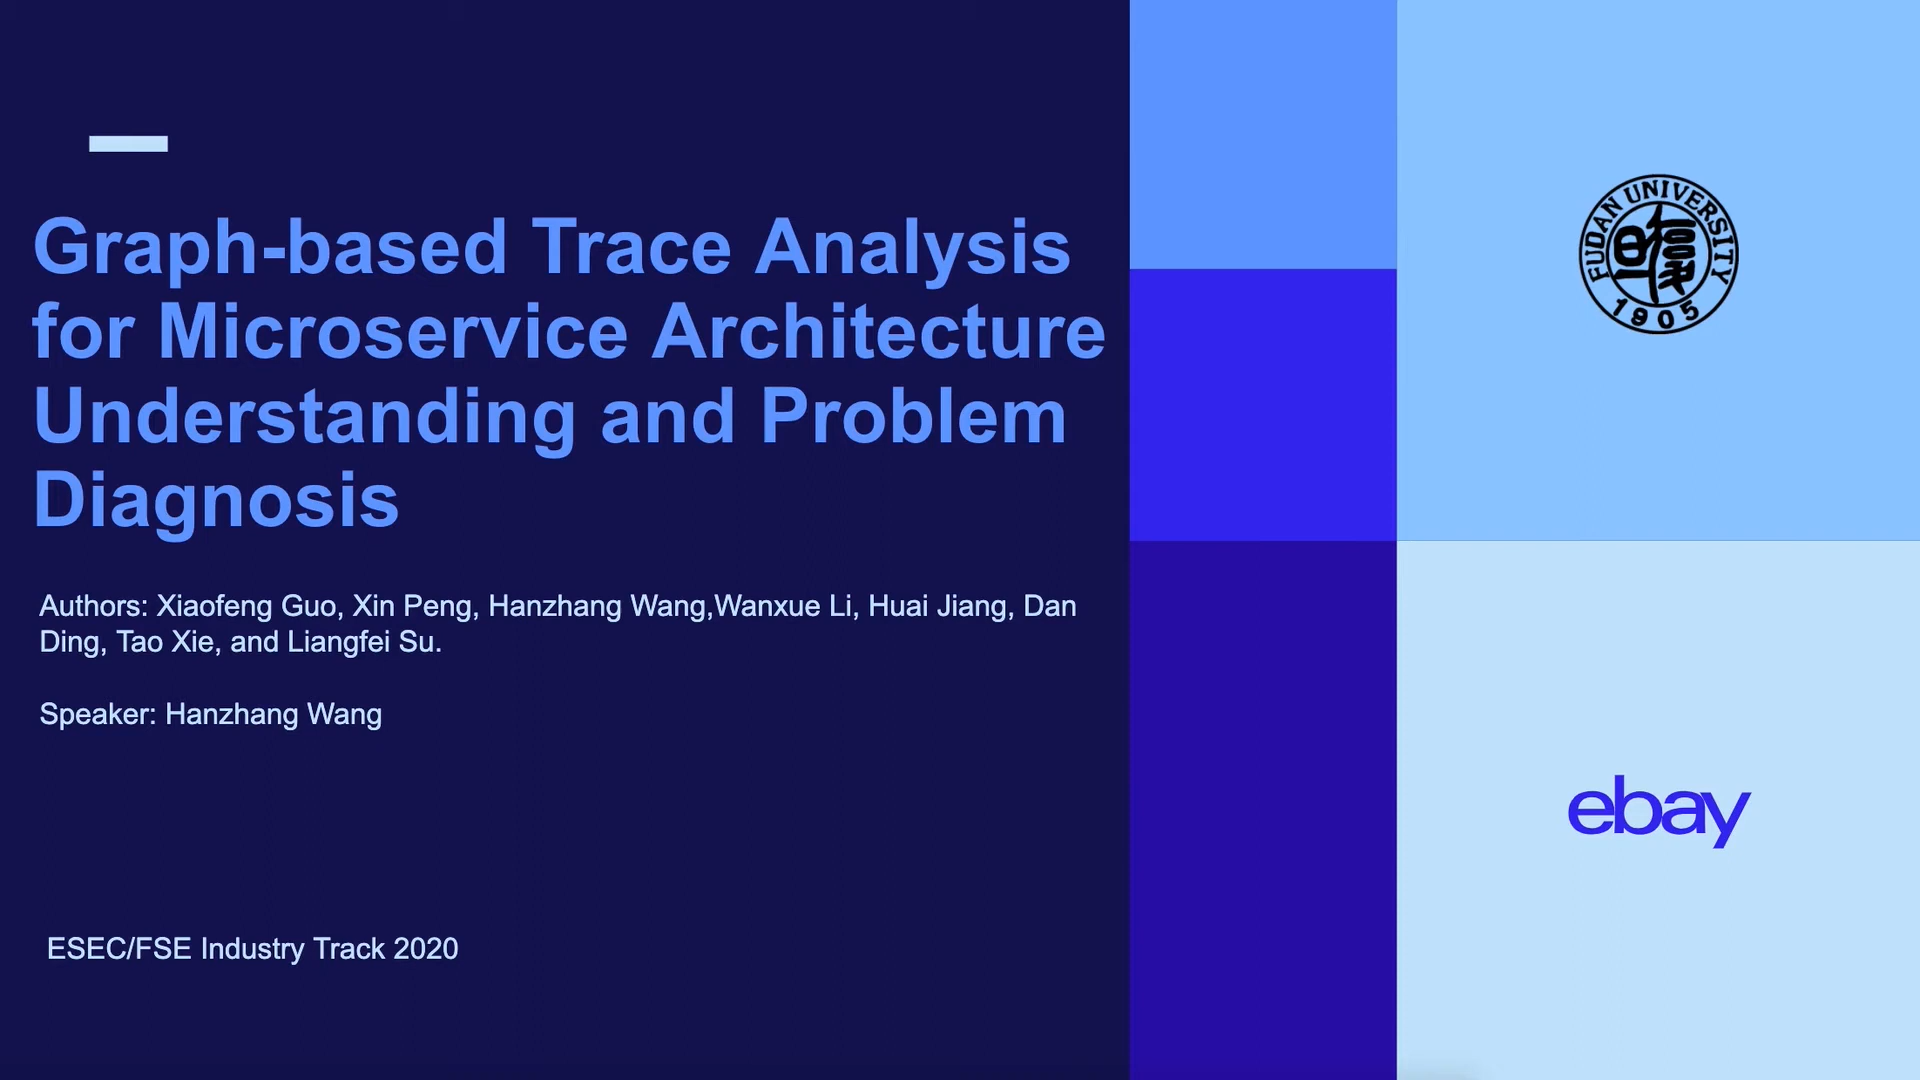 Graph-based Trace Analysis
for Microservice Architecture
Understanding and Problem
Diagnosis
Authors: Xiaofeng Guo, Xin Peng, Hanzhang Wang,Wanxue Li, Huai Jiang, Dan
Ding, Tao Xie, and Liangfei Su.
Speaker: Hanzhang Wang
ESEC/FSE Industry Track 2020
FUDAN UNIVERSITY
1905
ebay